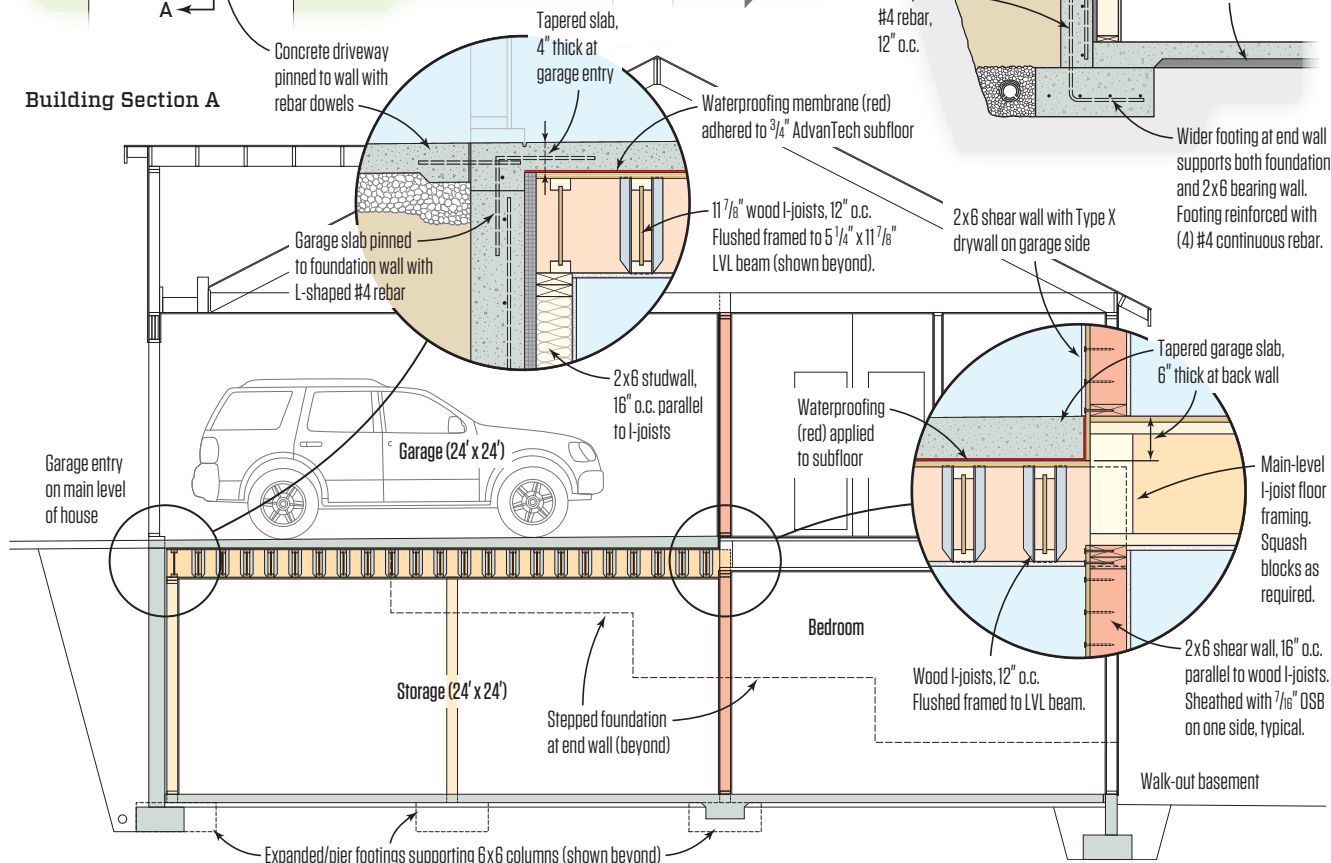 A
Concrete driveway
pinned to wall with
rebar dowels
Tapered slab,
4" thick at
garage entry
#4 rebar,
12" o.c.
Building Section A
Waterproofing membrane (red)
adhered to 3/4" AdvanTech subfloor
Wider footing at end wall
supports both foundation
and 2x6 bearing wall.
Footing reinforced with
(4) #4 continuous rebar.
11 7/8" wood I-joists, 12" o.c.
Flushed framed to 5 1/4" x 11 7/8"
LVL beam (shown beyond).
2x6 shear wall with Type X
drywall on garage side
Garage slab pinned
to foundation wall with
L-shaped #4 rebar
2x6 studwall,
16" o.c. parallel
to I-joists
Tapered garage slab,
6" thick at back wall
Waterproofing
(red) applied
to subfloor
Garage (24' x 24')
Garage entry
on main level
of house
Main-level
I-joist floor
framing.
Squash
blocks as
required.
Bedroom
Storage (24' x 24')
Stepped foundation
at end wall (beyond)
Wood I-joists, 12" o.c.
Flushed framed to LVL beam.
2x6 shear wall, 16" o.c.
parallel to wood I-joists.
Sheathed with 7/16" OSB
on one side, typical.
Walk-out basement
Expanded/pier footings supporting 6x6 columns (shown beyond)